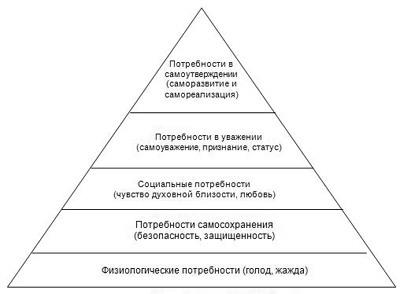 Потребности в
самоутверждении
(саморазвитие и
самореализация)
Потребности в уважении
(самоуважение, признание, статус)
Социальные потребности
(чувство духовной близости, любовь)
Потребности самосохранения
(безопасность, защищенность)
Физиологические потребности (голод, жажда)